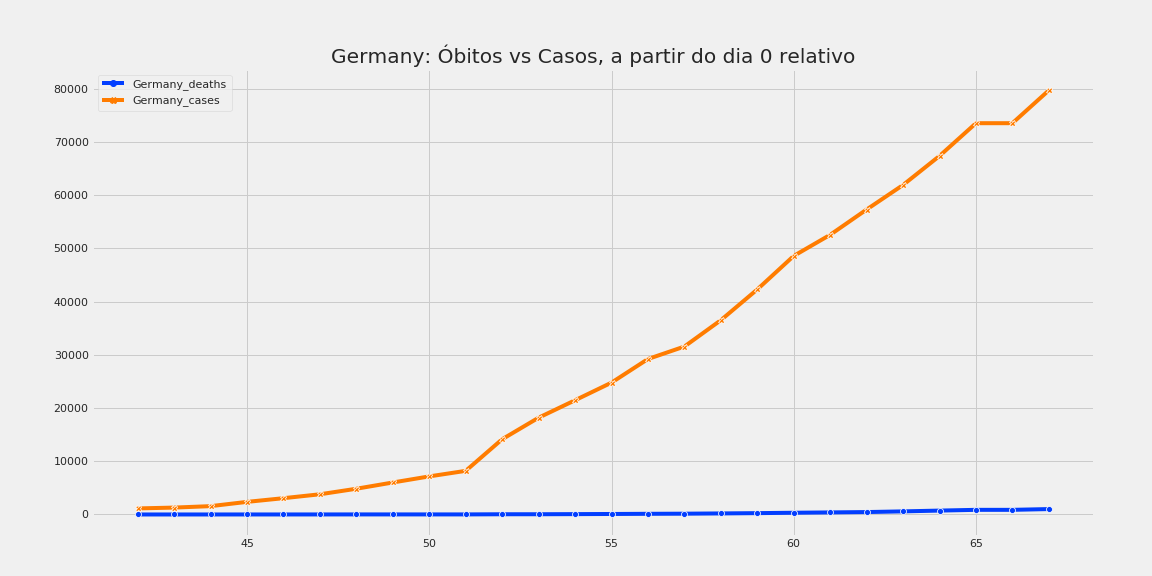 Germany: Óbitos vs Casos, a partir do dia 0 relativo
Germany_deaths
Germany_cases
80000
70000
60000
50000
40000
30000
20000
10000
0
45 50 55 60 65